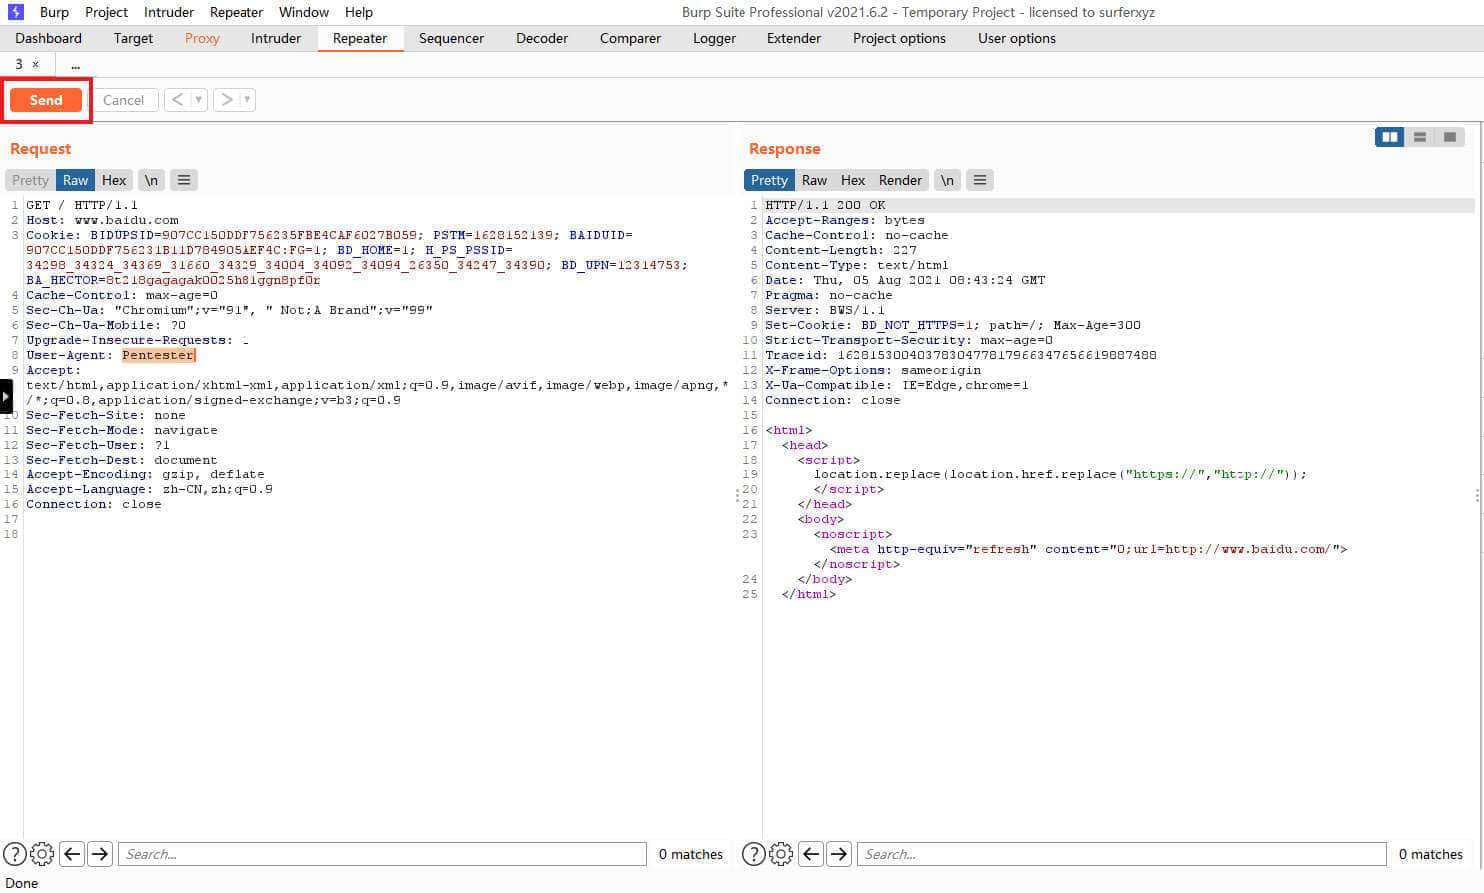 Burp Project Intruder Repeater Window Help Burp Suite Professional v2021.6.2 - Temporary Project - licensed to surferxyz
Dashboard Target Proxy Intruder Repeater Sequencer Decoder Comparer Logger Extender Project options User options
3 × ...
Send Cancel < >
Request
Pretty Raw Hex \n
1 GET / HTTP/1.1
2 Host: www.baidu.com
3 Cookie: BIDUPSID=907CC150DDF756235FBE4CAF6027B059; PSTM=1628152139; BAIDUID=
907CC150DDF756231B11D784905AEF4C:FG=1; BD_HOME=1; H_PS_PSSID=
34298_34324_34369_31660_34329_34004_34092_34094_26350_34247_34390; BD_UPN=12314753;
BA_HECTOR=8t218gagagak0025h81ggn8pf0r
4 Cache-Control: max-age=0
5 Sec-Ch-Ua: "Chromium";v="91", " Not;A Brand";v="99"
6 Sec-Ch-Ua-Mobile: ?0
7 Upgrade-Insecure-Requests: 1
8 User-Agent: Pentester
9 Accept:
text/html,application/xhtml+xml,application/xml;q=0.9,image/avif,image/webp,image/apng,*
/*;q=0.8,application/signed-exchange;v=b3;q=0.9
10 Sec-Fetch-Site: none
11 Sec-Fetch-Mode: navigate
12 Sec-Fetch-User: ?1
13 Sec-Fetch-Dest: document
14 Accept-Encoding: gzip, deflate
15 Accept-Language: zh-CN,zh;q=0.9
16 Connection: close
17
18
Response
Pretty Raw Hex Render \n
1 HTTP/1.1 200 OK
2 Accept-Ranges: bytes
3 Cache-Control: no-cache
4 Content-Length: 227
5 Content-Type: text/html
6 Date: Thu, 05 Aug 2021 08:43:24 GMT
7 Pragma: no-cache
8 Server: BWS/1.1
9 Set-Cookie: BD_NOT_HTTPS=1; path=/; Max-Age=300
10 Strict-Transport-Security: max-age=0
11 Traceid: 1628153004037830477817966347656619887488
12 X-Frame-Options: sameorigin
13 X-Ua-Compatible: IE=Edge,chrome=1
14 Connection: close
15
16 <html>
17 <head>
18 <script>
19 location.replace(location.href.replace("https://","http://"));
20 </script>
21 </head>
22 <body>
23 <noscript>
<meta http-equiv="refresh" content="0;url=http://www.baidu.com/">
</noscript>
24 </body>
25 </html>
? Search... 0 matches
? Search... 0 matches
Done